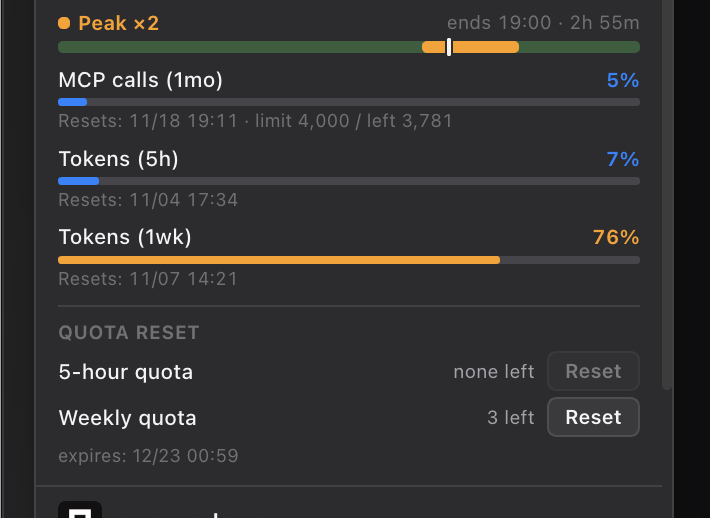 Peak ×2
ends 19:00 · 2h 55m
MCP calls (1mo)
5%
Resets: 11/18 19:11 · limit 4,000 / left 3,781
Tokens (5h)
7%
Resets: 11/04 17:34
Tokens (1wk)
76%
Resets: 11/07 14:21
QUOTA RESET
5-hour quota
none left
Reset
Weekly quota
3 left
Reset
expires: 12/23 00:59